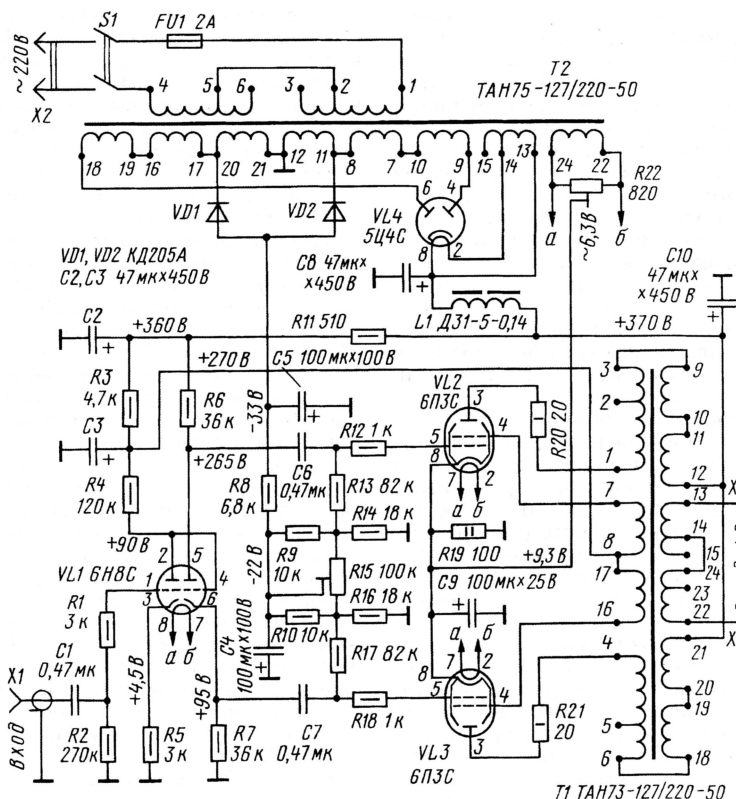 S1
FU1 2А
~220В
X2
4 5 6 3 2 1
T2
ТАН75-127/220-50
18 19 16 17 20 21 12 11 8 7 10 9 15 14 13 24 22
R22
820
VD1
VD2
6 4
VL4
5Ц4С
8 2
а
~6,3В
б
VD1, VD2 КД205А
С2,С3 47мк×450В
C8 47мк×
×450В
C10
47мк×
×450В
+
L1 Д31-5-0,14
C2
+
+360В
R11 510
+370В
+270В
C5 100мк×100В
R3
4,7к
R6
36к
-33В
+
VL2
6П3С
3
R20 20
3
2
1
9
10
11
12
C3
+
+265В
C6
0,47мк
R12 1к
5 4
8 7 2
а б
R4
120к
R8
6,8к
R13 82к
R14 18к
7
8
13
14
15
+90В
R9
10к
-22В
R15 100к
R19 100
+9,3В
C9 100мк×25В
+
17
16
24
23
22
VL1 6Н8С
2 5
1 4
3 6
8 7
а б
R1
3к
R10 10к
R16 18к
C4
100мк×100В
+
R17 82к
а б
7 2
8
5 4
3
4
5
6
21
20
19
18
X1
C1
0,47мк
ВХОД
+4,5В
+95В
R2
270к
R5
3к
R7
36к
C7
0,47мк
R18 1к
VL3
6П3С
R21
20
T1 ТАН73-127/220-50